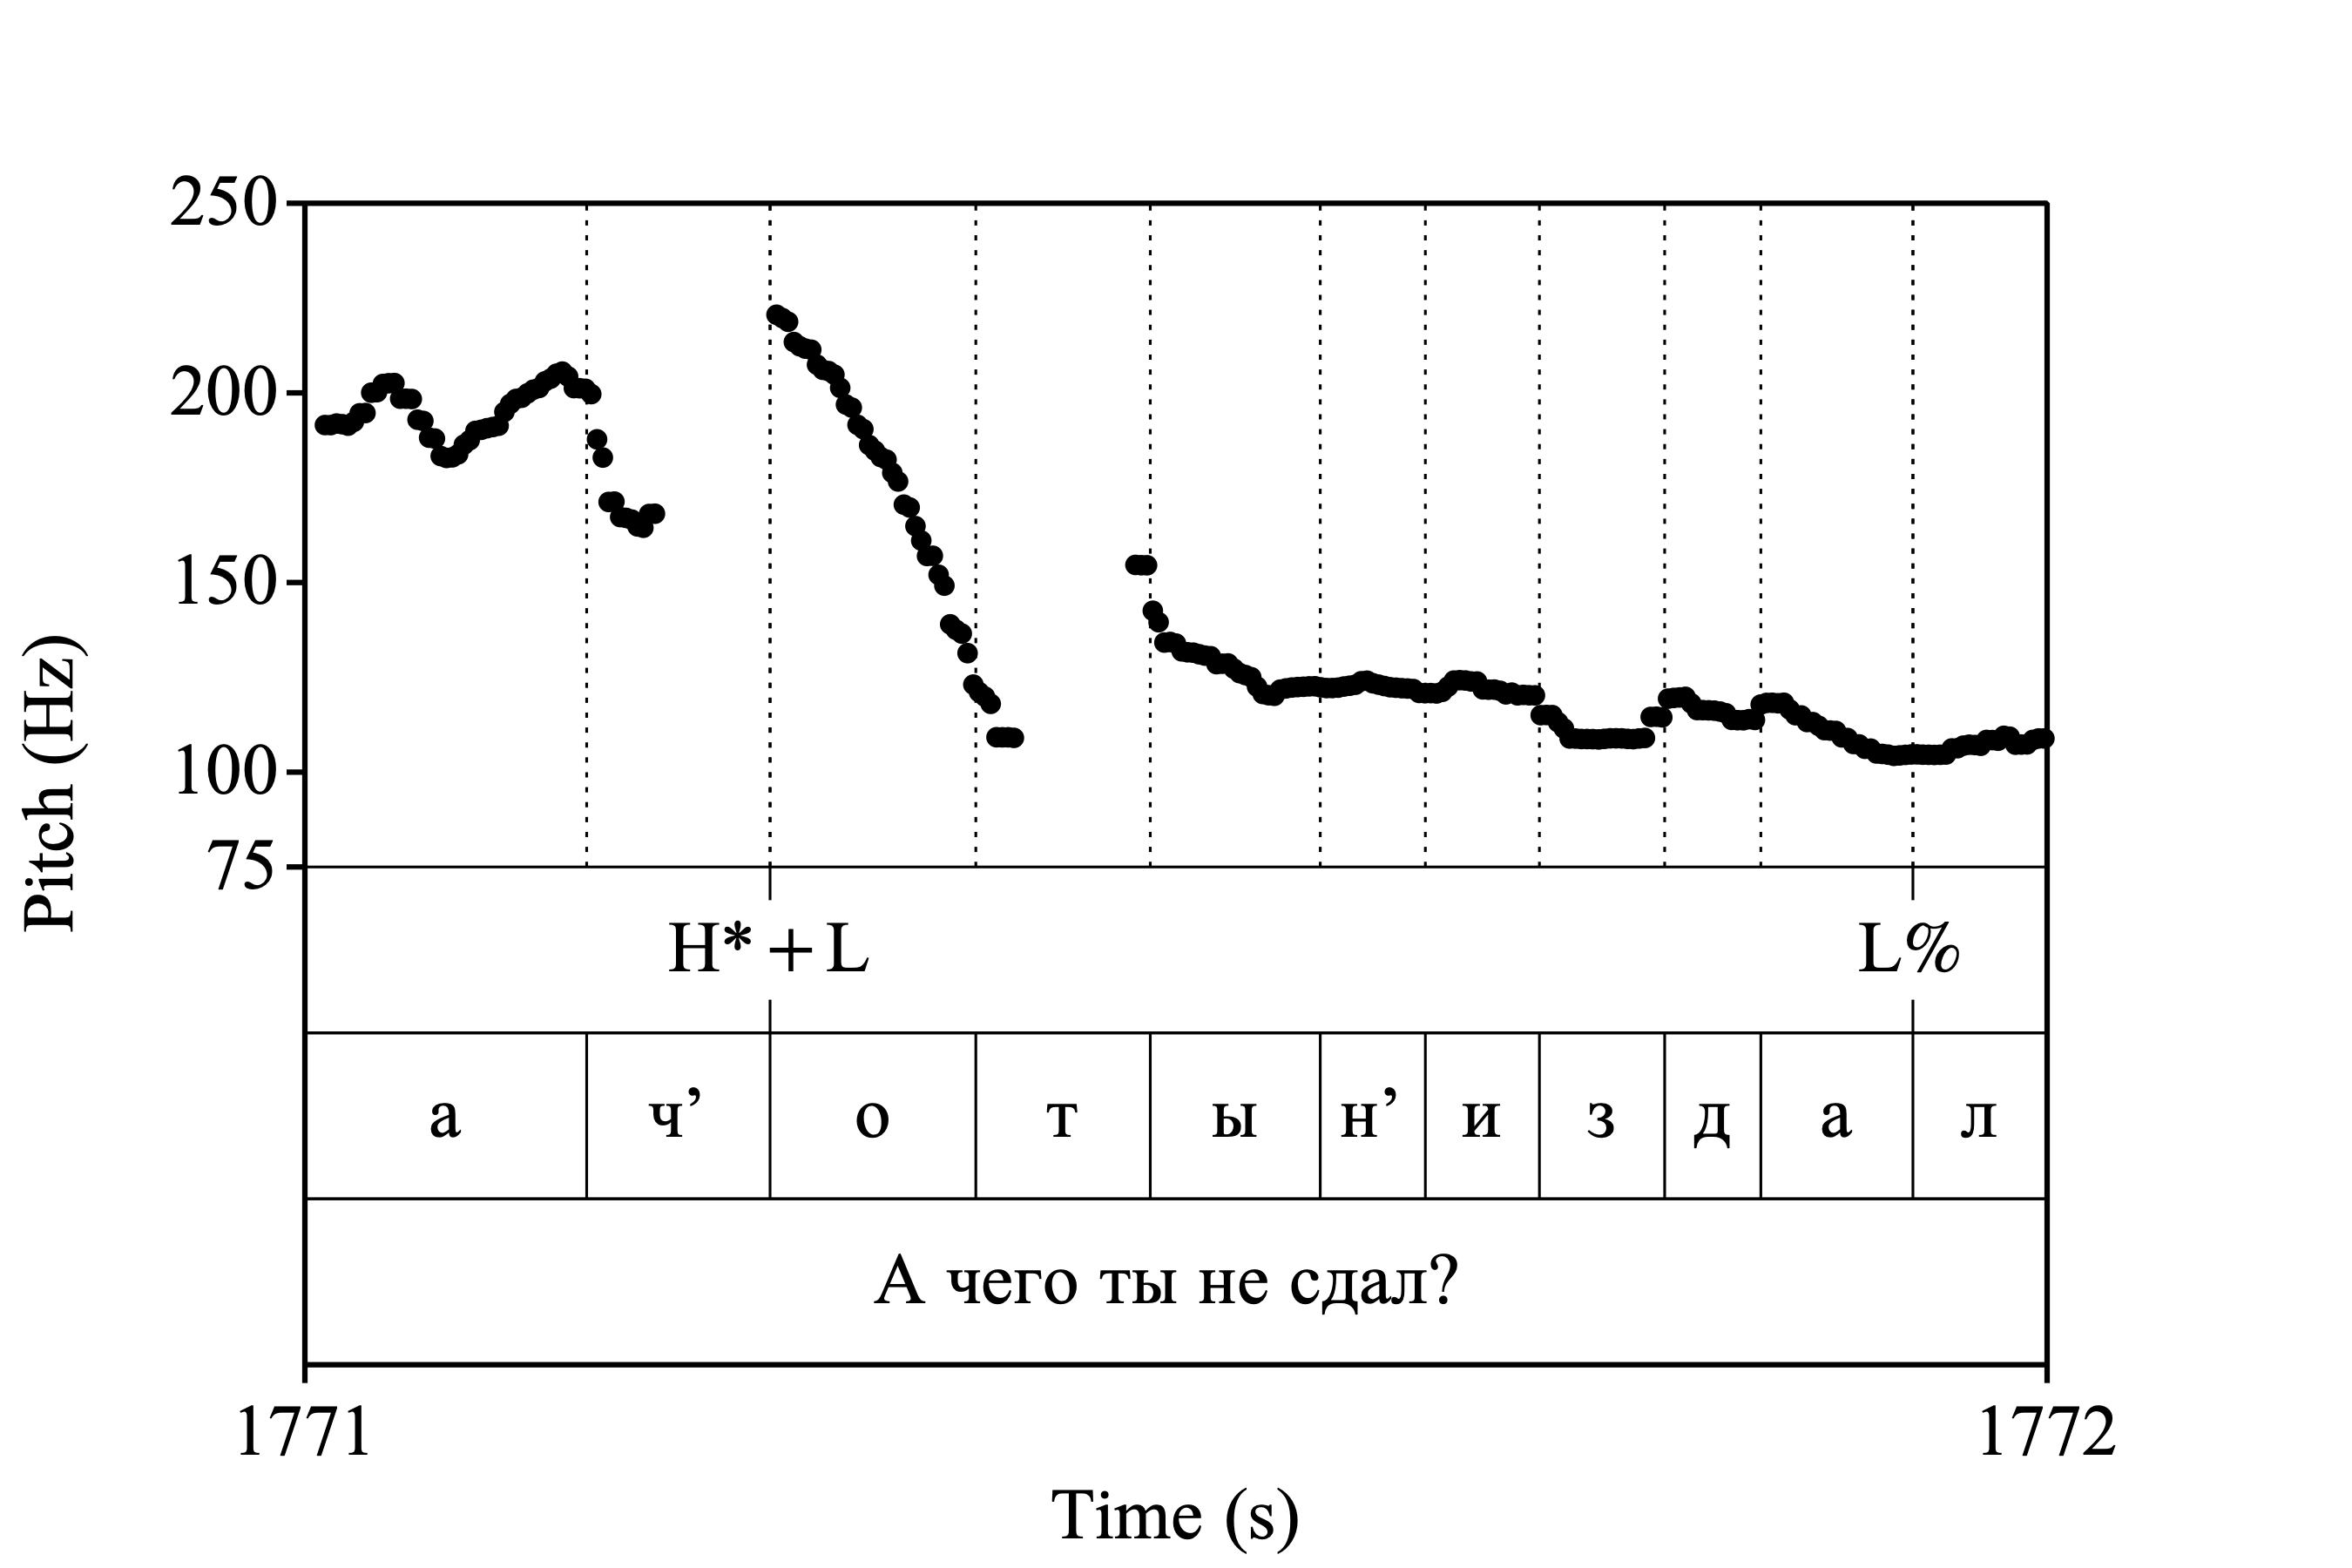 250
200
150
100
75
Pitch (Hz)
H*+L L%
а ч’ о т ы н’ и з д а л
А чего ты не сдал?
1771 1772
Time (s)